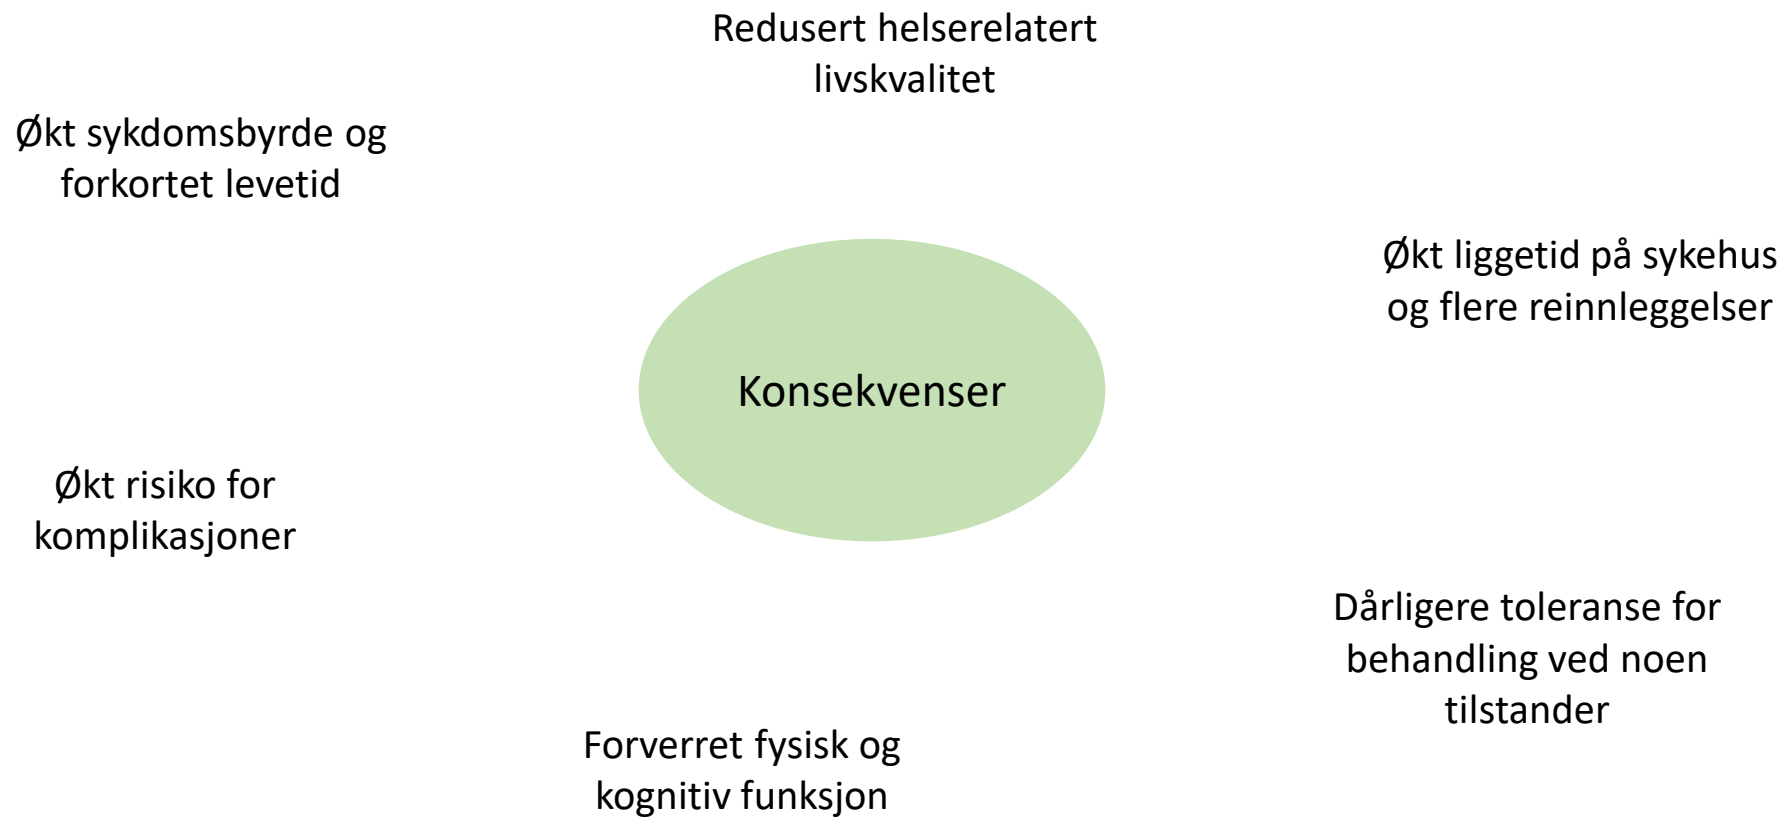 Redusert helserelatert
livskvalitet
Økt sykdomsbyrde og
forkortet levetid
Økt liggetid på sykehus
og flere reinnleggelser
Konsekvenser
Økt risiko for
komplikasjoner
Dårligere toleranse for
behandling ved noen
tilstander
Forverret fysisk og
kognitiv funksjon